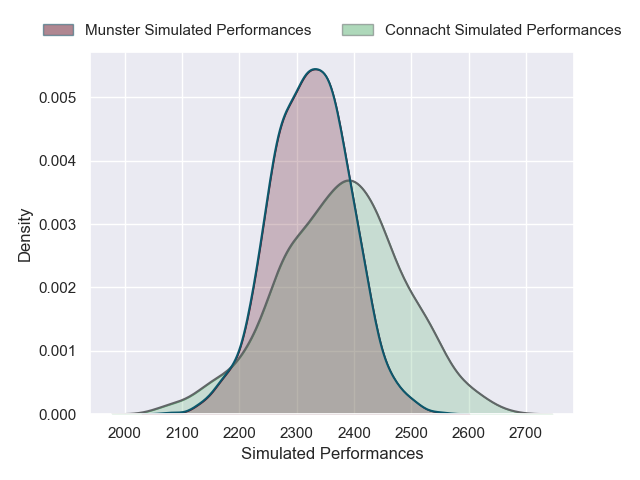 Munster Simulated Performances
Connacht Simulated Performances
0.005
0.004
0.003
0.002
0.001
0.000
Density
2000 2100 2200 2300 2400 2500 2600 2700
Simulated Performances